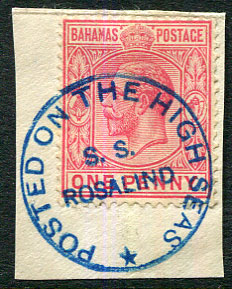 BAHAMAS POSTAGE
POSTED ON THE HIGH SEAS
S. S.
ROSALIND
ONE PENNY